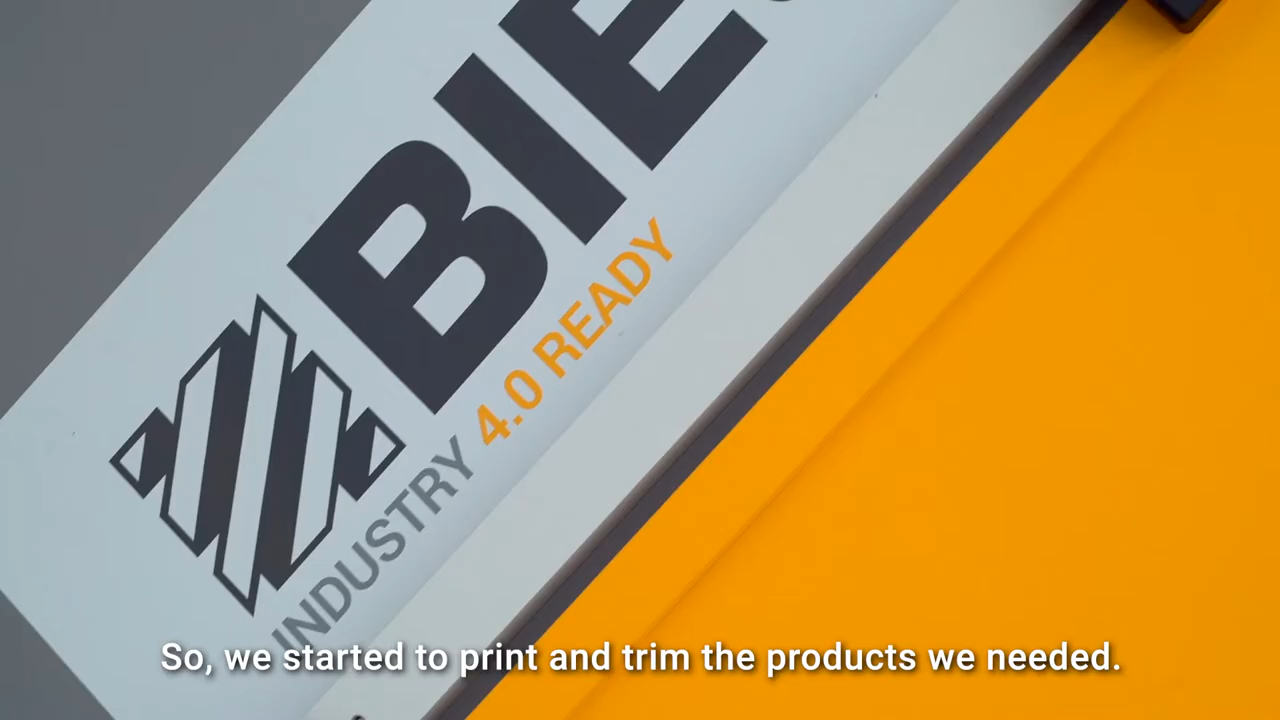 BIE
INDUSTRY 4.0 READY
So, we started to print and trim the products we needed.